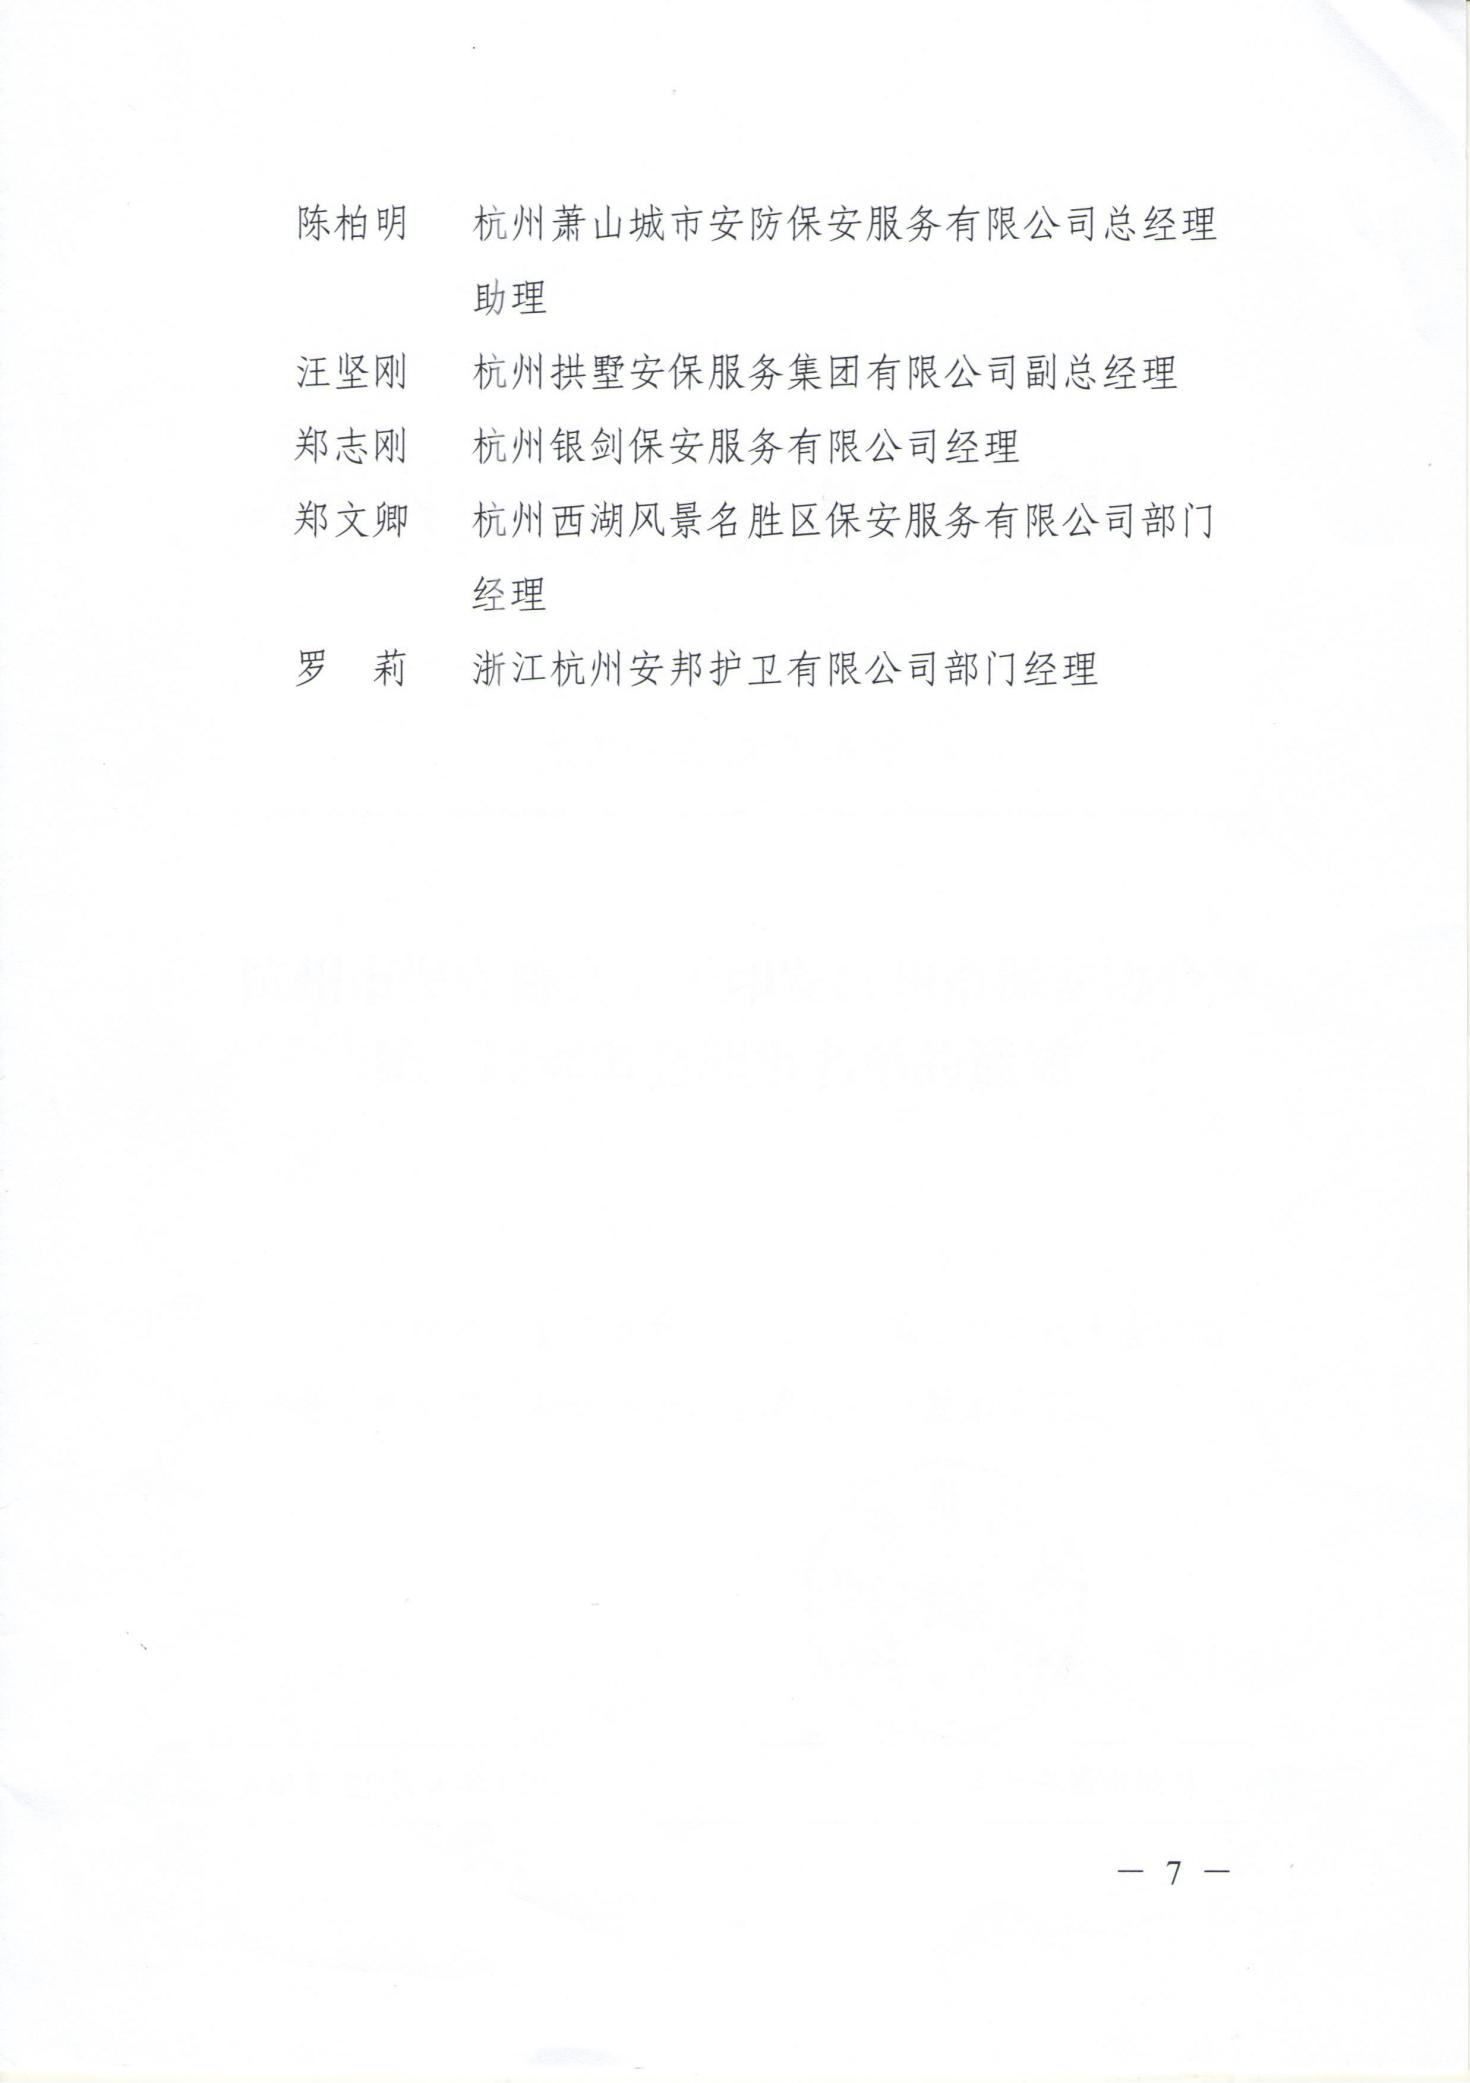 陈柏明 杭州萧山城市安防保安服务有限公司总经理
助理
汪坚刚 杭州拱墅安保服务集团有限公司副总经理
郑志刚 杭州银剑保安服务有限公司经理
郑文卿 杭州西湖风景名胜区保安服务有限公司部门
经理
罗 莉 浙江杭州安邦护卫有限公司部门经理
— 7 —